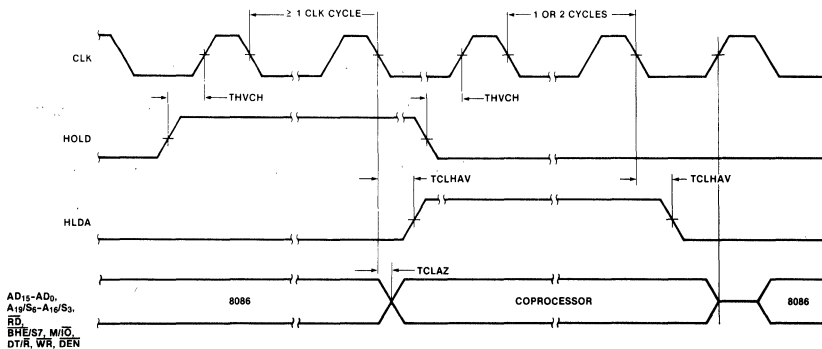 ≥ 1 CLK CYCLE
1 OR 2 CYCLES
CLK
THVCH
THVCH
HOLD
TCLHAV
TCLHAV
HLDA
TCLAZ
8086
COPROCESSOR
8086
AD15-AD0,
A19/S6-A16/S3,
RD,
BHE/S7, M/IO,
DT/R, WR, DEN